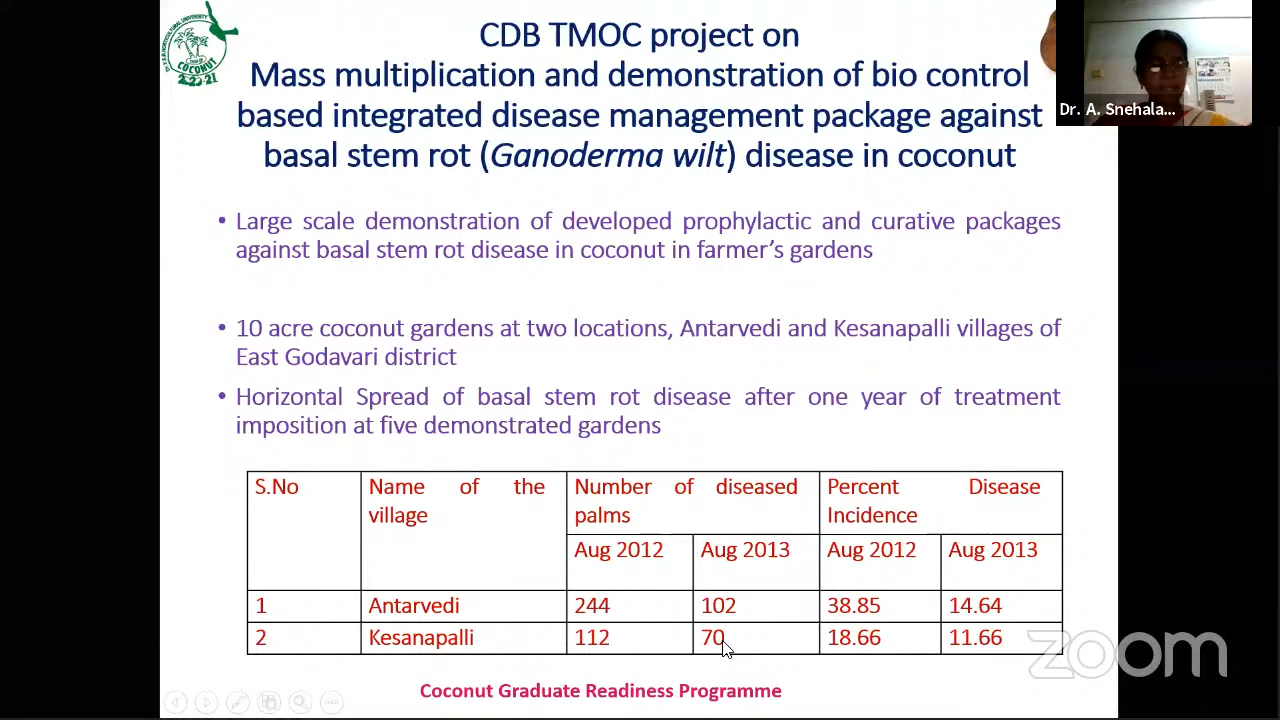 CDB TMOC project on
Mass multiplication and demonstration of bio control
based integrated disease management package against
basal stem rot (Ganoderma wilt) disease in coconut
Dr. A. Snehala...
COCONUT
• Large scale demonstration of developed prophylactic and curative packages
against basal stem rot disease in coconut in farmer's gardens
• 10 acre coconut gardens at two locations, Antarvedi and Kesanapalli villages of
East Godavari district
• Horizontal Spread of basal stem rot disease after one year of treatment
imposition at five demonstrated gardens
S.No Name of the village Number of diseased palms Percent Disease Incidence
Aug 2012 Aug 2013 Aug 2012 Aug 2013
1 Antarvedi 244 102 38.85 14.64
2 Kesanapalli 112 70 18.66 11.66
zoom
Coconut Graduate Readiness Programme